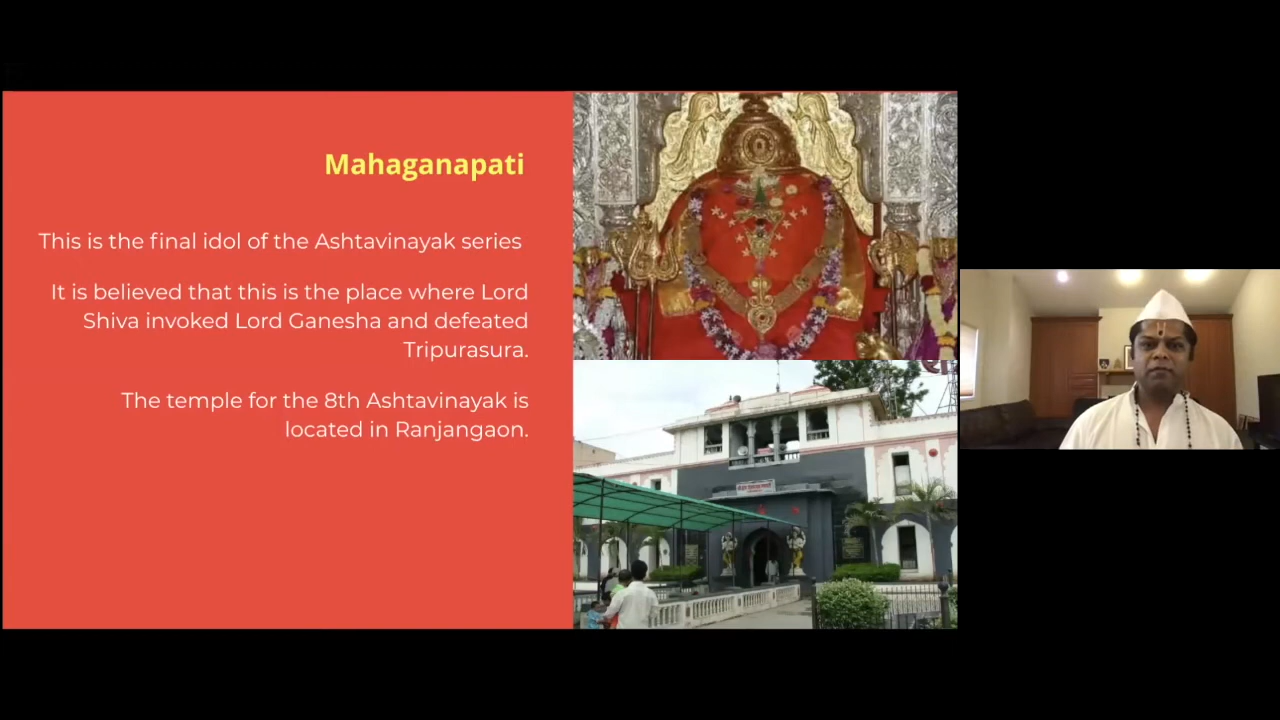 Mahaganapati
This is the final idol of the Ashtavinayak series
It is believed that this is the place where Lord
Shiva invoked Lord Ganesha and defeated
Tripurasura.
The temple for the 8th Ashtavinayak is
located in Ranjangaon.